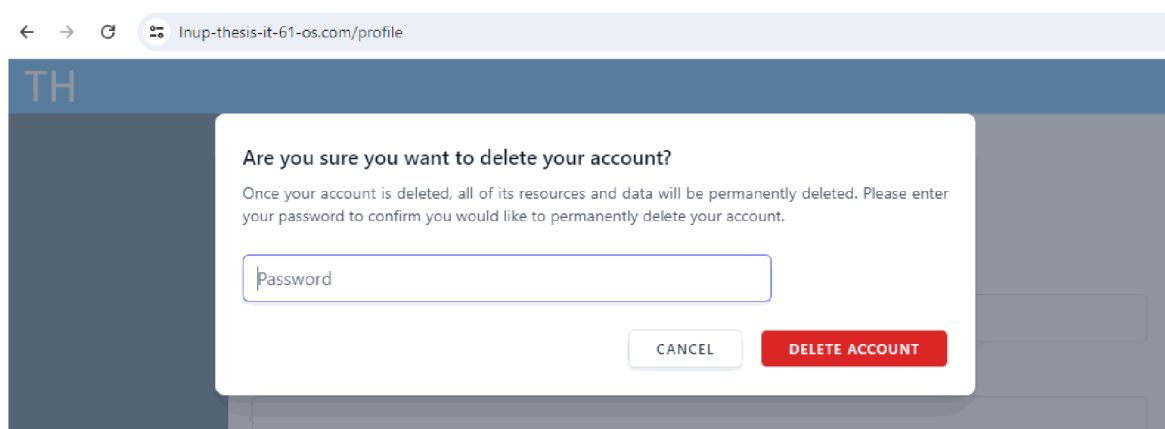 lnup-thesis-it-61-os.com/profile
TH
Are you sure you want to delete your account?
Once your account is deleted, all of its resources and data will be permanently deleted. Please enter
your password to confirm you would like to permanently delete your account.
Password
CANCEL
DELETE ACCOUNT